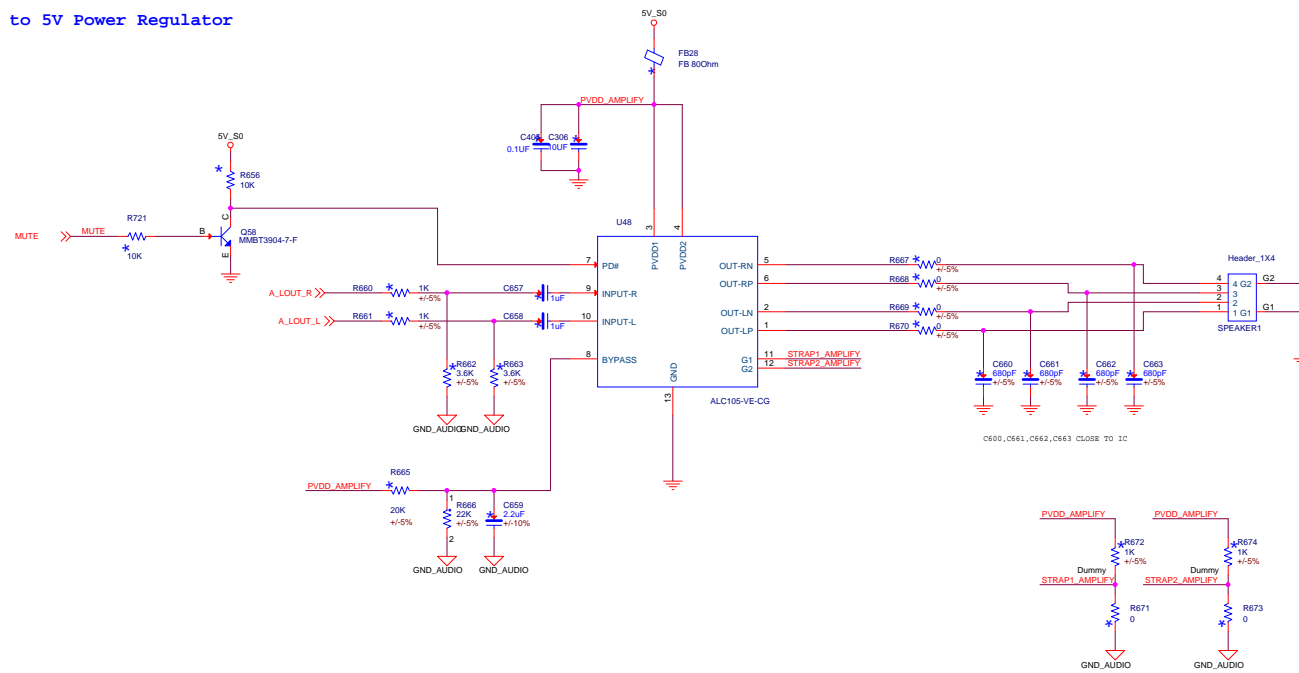 to 5V Power Regulator
5V_S0
FB28
FB 80Ohm
PVDD_AMPLIFY
C306
0.1UF
10UF
5V_S0
R656
10K
R721
MUTE
MUTE
10K
B
C
E
Q58
MMBT3904-7-F
U48
3
4
PVDD1
PVDD2
7
PD#
9
INPUT-R
10
INPUT-L
8
BYPASS
GND
13
ALC105-VE-CG
OUT-RN
5
OUT-RP
6
OUT-LN
2
OUT-LP
1
G1
11
STRAP1_AMPLIFY
G2
12
STRAP2_AMPLIFY
A_LOUT_R
R660
1K
+/-5%
C657
1uF
A_LOUT_L
R661
1K
+/-5%
C658
1uF
R662
3.6K
+/-5%
R663
3.6K
+/-5%
GND_AUDIO
GND_AUDIO
R667
0
+/-5%
R668
0
+/-5%
R669
0
+/-5%
R670
0
+/-5%
Header_1X4
4
3
2
1
4 G2
3
2
1 G1
G2
G1
SPEAKER1
C660
680pF
+/-5%
C661
680pF
+/-5%
C662
680pF
+/-5%
C663
680pF
+/-5%
C600,C661,C662,C663 CLOSE TO IC
PVDD_AMPLIFY
R665
20K
+/-5%
1
R666
22K
+/-5%
2
C659
2.2uF
+/-10%
GND_AUDIO
GND_AUDIO
PVDD_AMPLIFY
R672
1K
+/-5%
Dummy
STRAP1_AMPLIFY
R671
0
GND_AUDIO
PVDD_AMPLIFY
R674
1K
+/-5%
Dummy
STRAP2_AMPLIFY
R673
0
GND_AUDIO